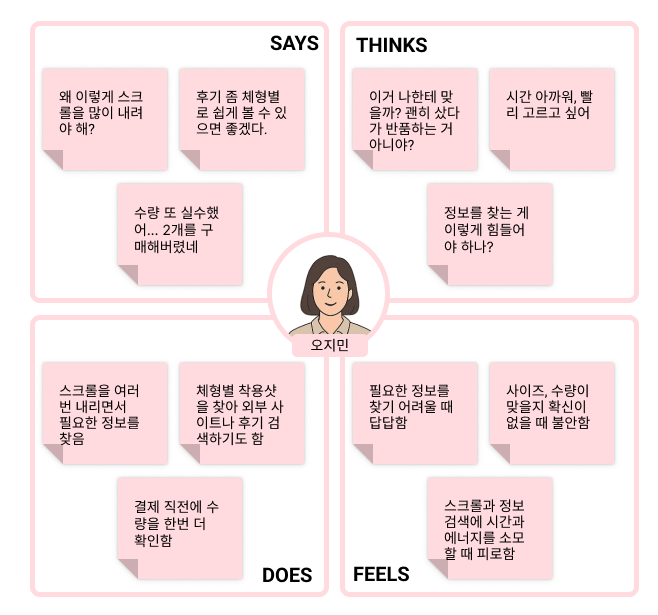 SAYS
왜 이렇게 스크
롤을 많이 내려
야 해?
후기 좀 체형별
로 쉽게 볼 수 있
으면 좋겠다.
수량 또 실수했
어... 2개를 구
매해버렸네
THINKS
이거 나한테 맞
을까? 괜히 샀다
가 반품하는 거
아니야?
시간 아까워, 빨
리 고르고 싶어
정보를 찾는 게
이렇게 힘들어
야 하나?
오지민
스크롤을 여러
번 내리면서
필요한 정보를
찾음
체형별 착용샷
을 찾아 외부 사
이트나 후기 검
색하기도 함
결제 직전에 수
량을 한번 더
확인함
DOES
필요한 정보를
찾기 어려울 때
답답함
사이즈, 수량이
맞을지 확신이
없을 때 불안함
스크롤과 정보
검색에 시간과
에너지를 소모
할 때 피로함
FEELS